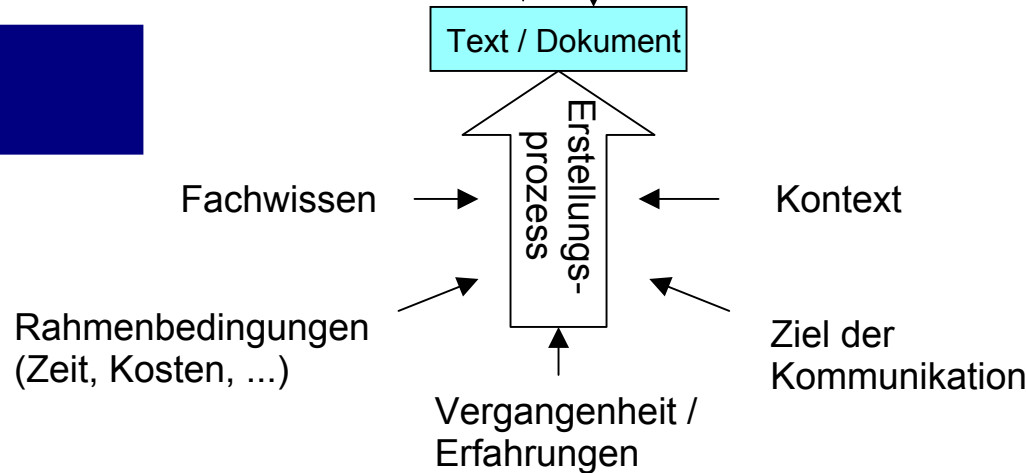 Text / Dokument
Erstellungs-
prozess
Fachwissen
Kontext
Rahmenbedingungen
(Zeit, Kosten, ...)
Ziel der
Kommunikation
Vergangenheit /
Erfahrungen